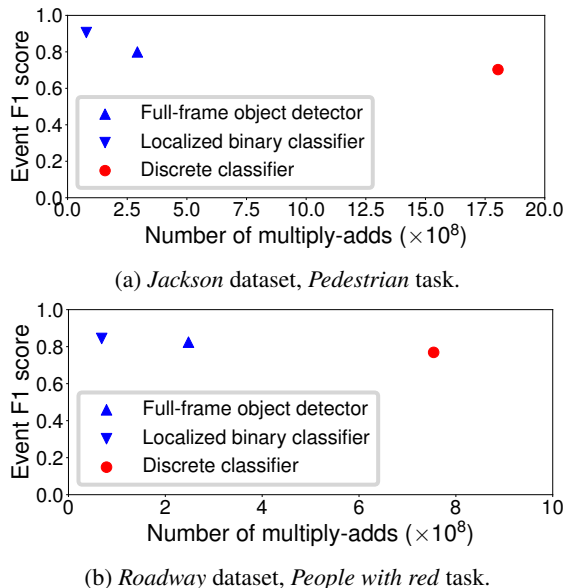 1.0
0.8
0.6
0.4
0.2
0.0
Event F1 score
Full-frame object detector
Localized binary classifier
Discrete classifier
0.0 2.5 5.0 7.5 10.0 12.5 15.0 17.5 20.0
Number of multiply-adds (×10⁸)
(a) Jackson dataset, Pedestrian task.
1.0
0.8
0.6
0.4
0.2
0.0
Event F1 score
Full-frame object detector
Localized binary classifier
Discrete classifier
0 2 4 6 8 10
Number of multiply-adds (×10⁸)
(b) Roadway dataset, People with red task.